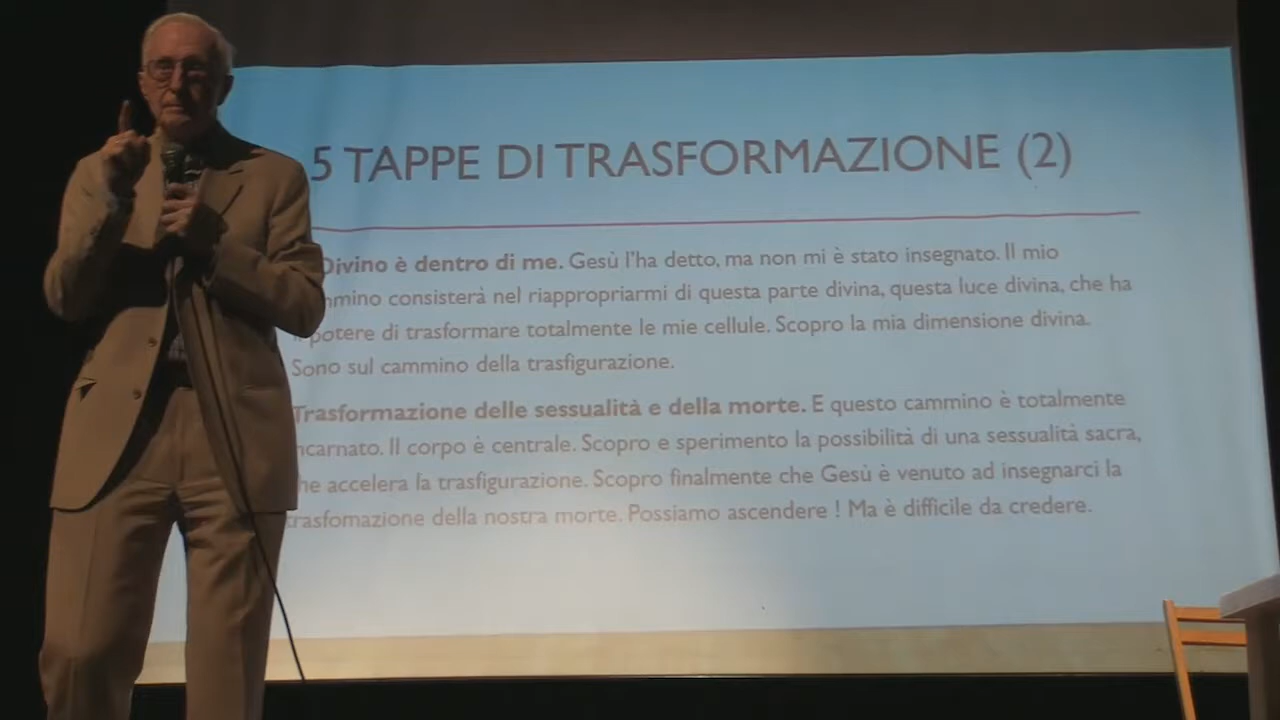 5 TAPPE DI TRASFORMAZIONE (2)
Divino è dentro di me. Gesù l'ha detto, ma non mi è stato insegnato. Il mio
mmino consisterà nel riappropriarmi di questa parte divina, questa luce divina, che ha
potere di trasformare totalmente le mie cellule. Scopro la mia dimensione divina.
Sono sul cammino della trasfigurazione.
Trasformazione delle sessualità e della morte. E questo cammino è totalmente
ncarnato. Il corpo è centrale. Scopro e sperimento la possibilità di una sessualità sacra,
he accelera la trasfigurazione. Scopro finalmente che Gesù è venuto ad insegnarci la
trasfomazione della nostra morte. Possiamo ascendere ! Ma è difficile da credere.